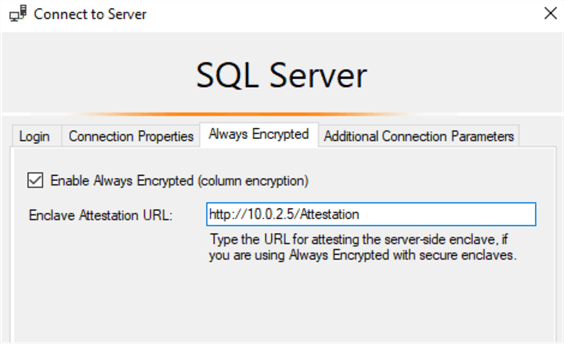 Connect to Server
SQL Server
Login Connection Properties Always Encrypted Additional Connection Parameters
Enable Always Encrypted (column encryption)
Enclave Attestation URL: http://10.0.2.5/Attestation
Type the URL for attesting the server-side enclave, if
you are using Always Encrypted with secure enclaves.